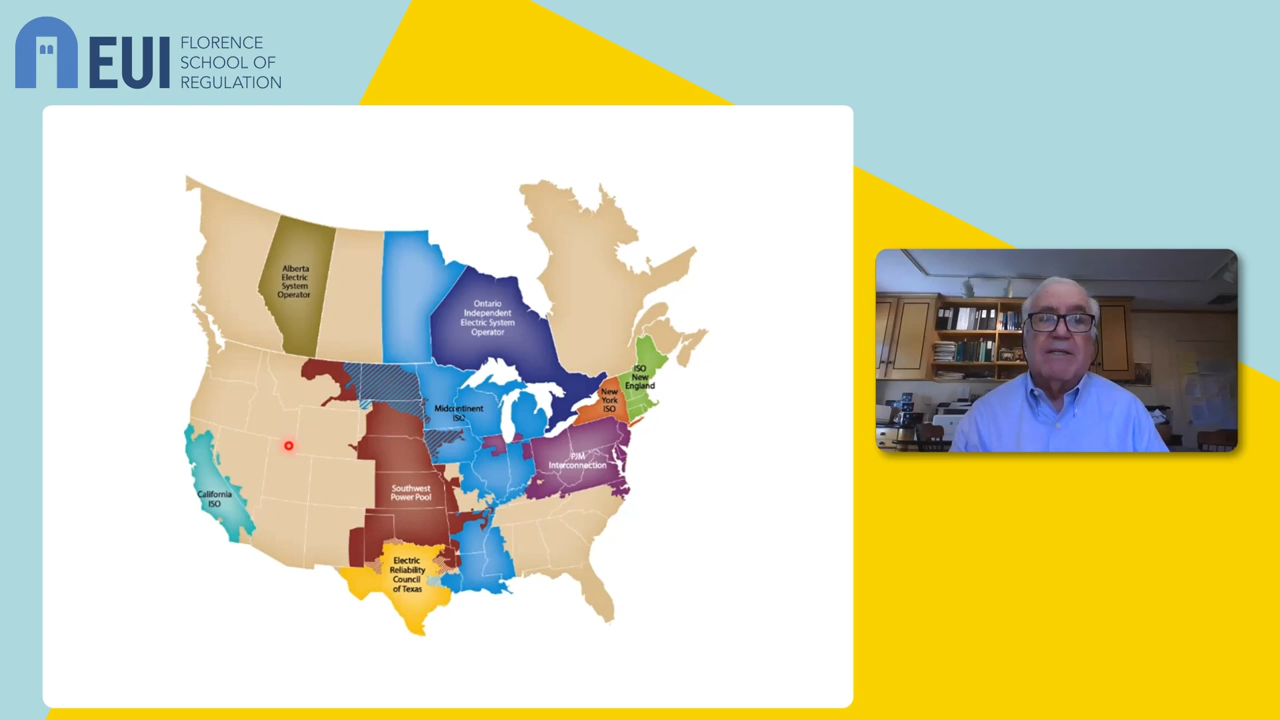 EUI
FLORENCE
SCHOOL OF
REGULATION
Alberta
Electric
System
Operator
Ontario
Independent
Electric System
Operator
ISO
New
England
New
York
ISO
Midcontinent
ISO
PJM
Interconnection
California
ISO
Southwest
Power Pool
Electric
Reliability
Council
of Texas